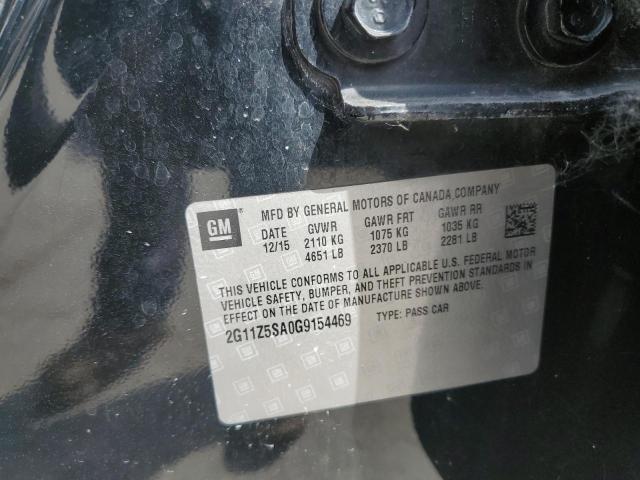 GM
MFD BY GENERAL MOTORS OF CANADA COMPANY
DATE GVWR GAWR FRT GAWR RR
12/15 2110 KG 1075 KG 1035 KG
4651 LB 2370 LB 2281 LB
THIS VEHICLE CONFORMS TO ALL APPLICABLE U.S. FEDERAL MOTOR
VEHICLE SAFETY, BUMPER, AND THEFT PREVENTION STANDARDS IN
EFFECT ON THE DATE OF MANUFACTURE SHOWN ABOVE.
2G11Z5SA0G9154469 TYPE: PASS CAR